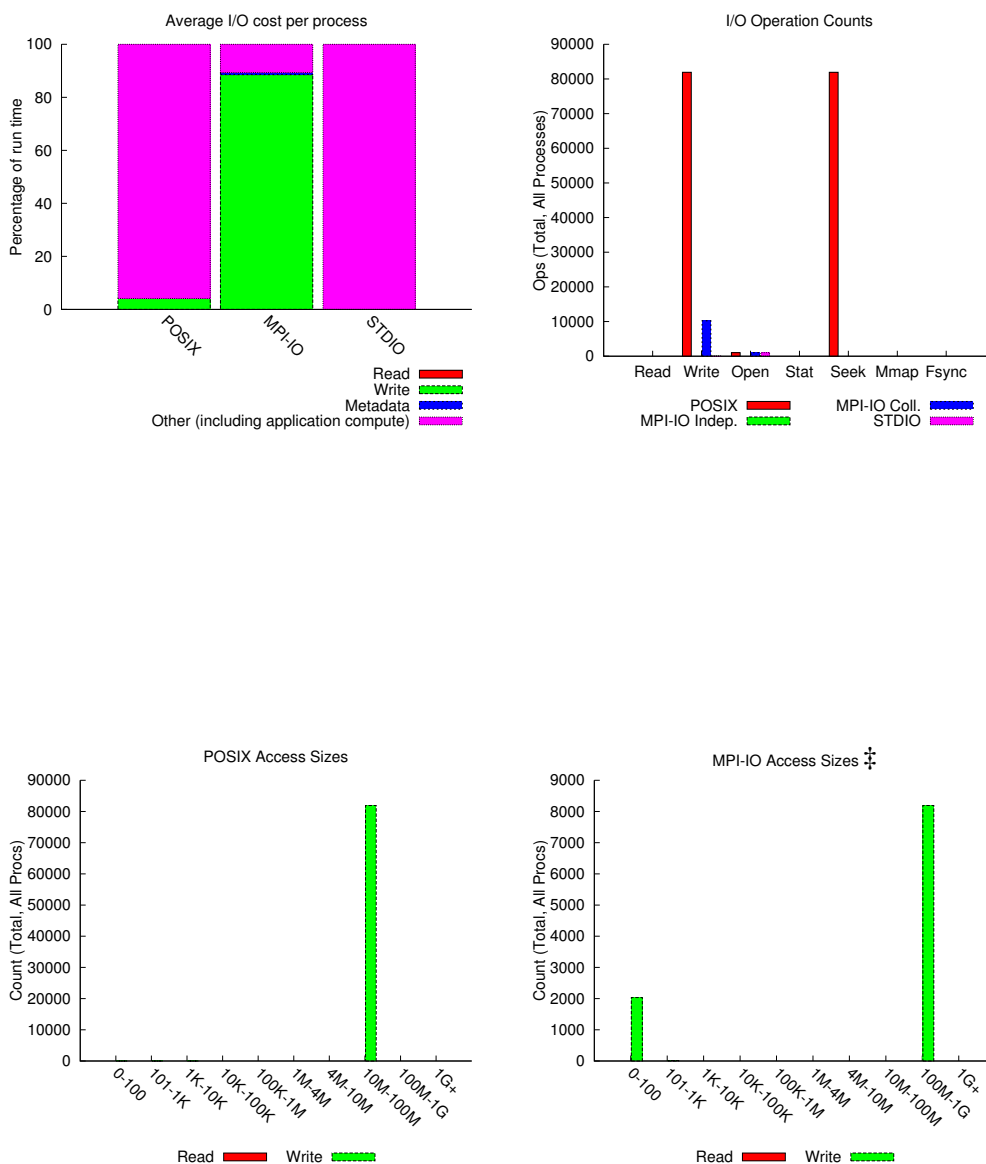 Average I/O cost per process
Percentage of run time
100
80
60
40
20
0
POSIX
MPI-IO
STDIO
Read
Write
Metadata
Other (including application compute)
I/O Operation Counts
Ops (Total, All Processes)
90000
80000
70000
60000
50000
40000
30000
20000
10000
0
Read Write Open Stat Seek Mmap Fsync
POSIX MPI-IO Coll.
MPI-IO Indep. STDIO
POSIX Access Sizes
Count (Total, All Procs)
90000
80000
70000
60000
50000
40000
30000
20000
10000
0
0-100
101-1K
1K-10K
10K-100K
100K-1M
1M-4M
4M-10M
10M-100M
100M-1G
1G+
Read Write
MPI-IO Access Sizes ‡
Count (Total, All Procs)
9000
8000
7000
6000
5000
4000
3000
2000
1000
0
0-100
101-1K
1K-10K
10K-100K
100K-1M
1M-4M
4M-10M
10M-100M
100M-1G
1G+
Read Write